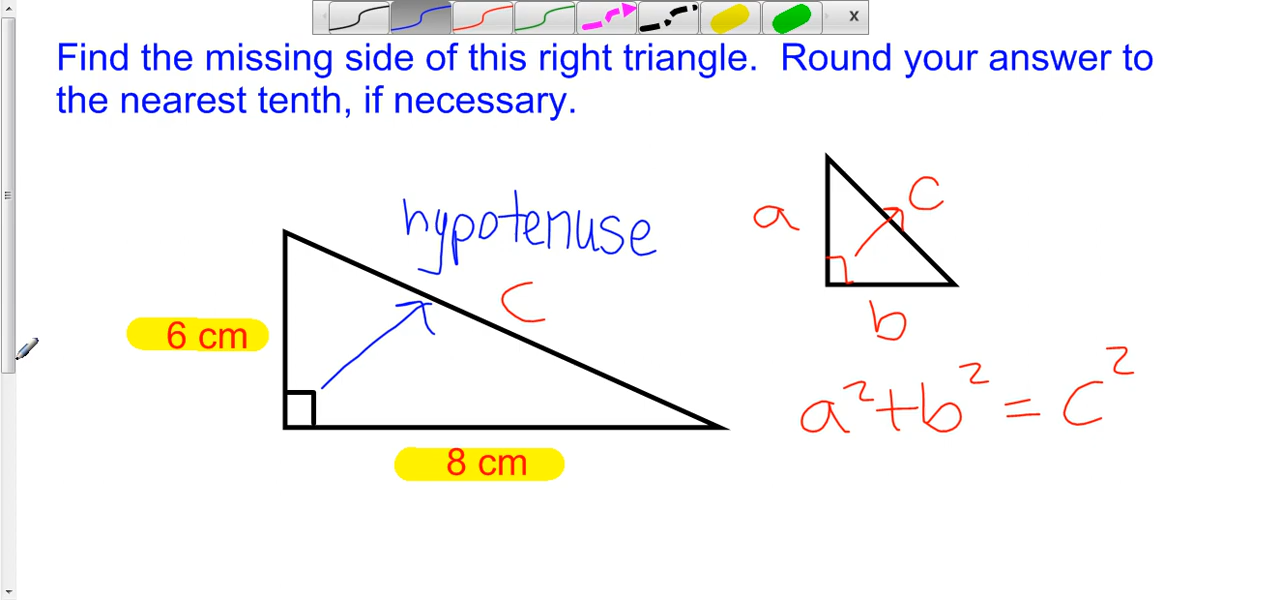 Find the missing side of this right triangle. Round your answer to
the nearest tenth, if necessary.
hypotenuse
c
6 cm
8 cm
a
c
b
a² + b² = c²
x